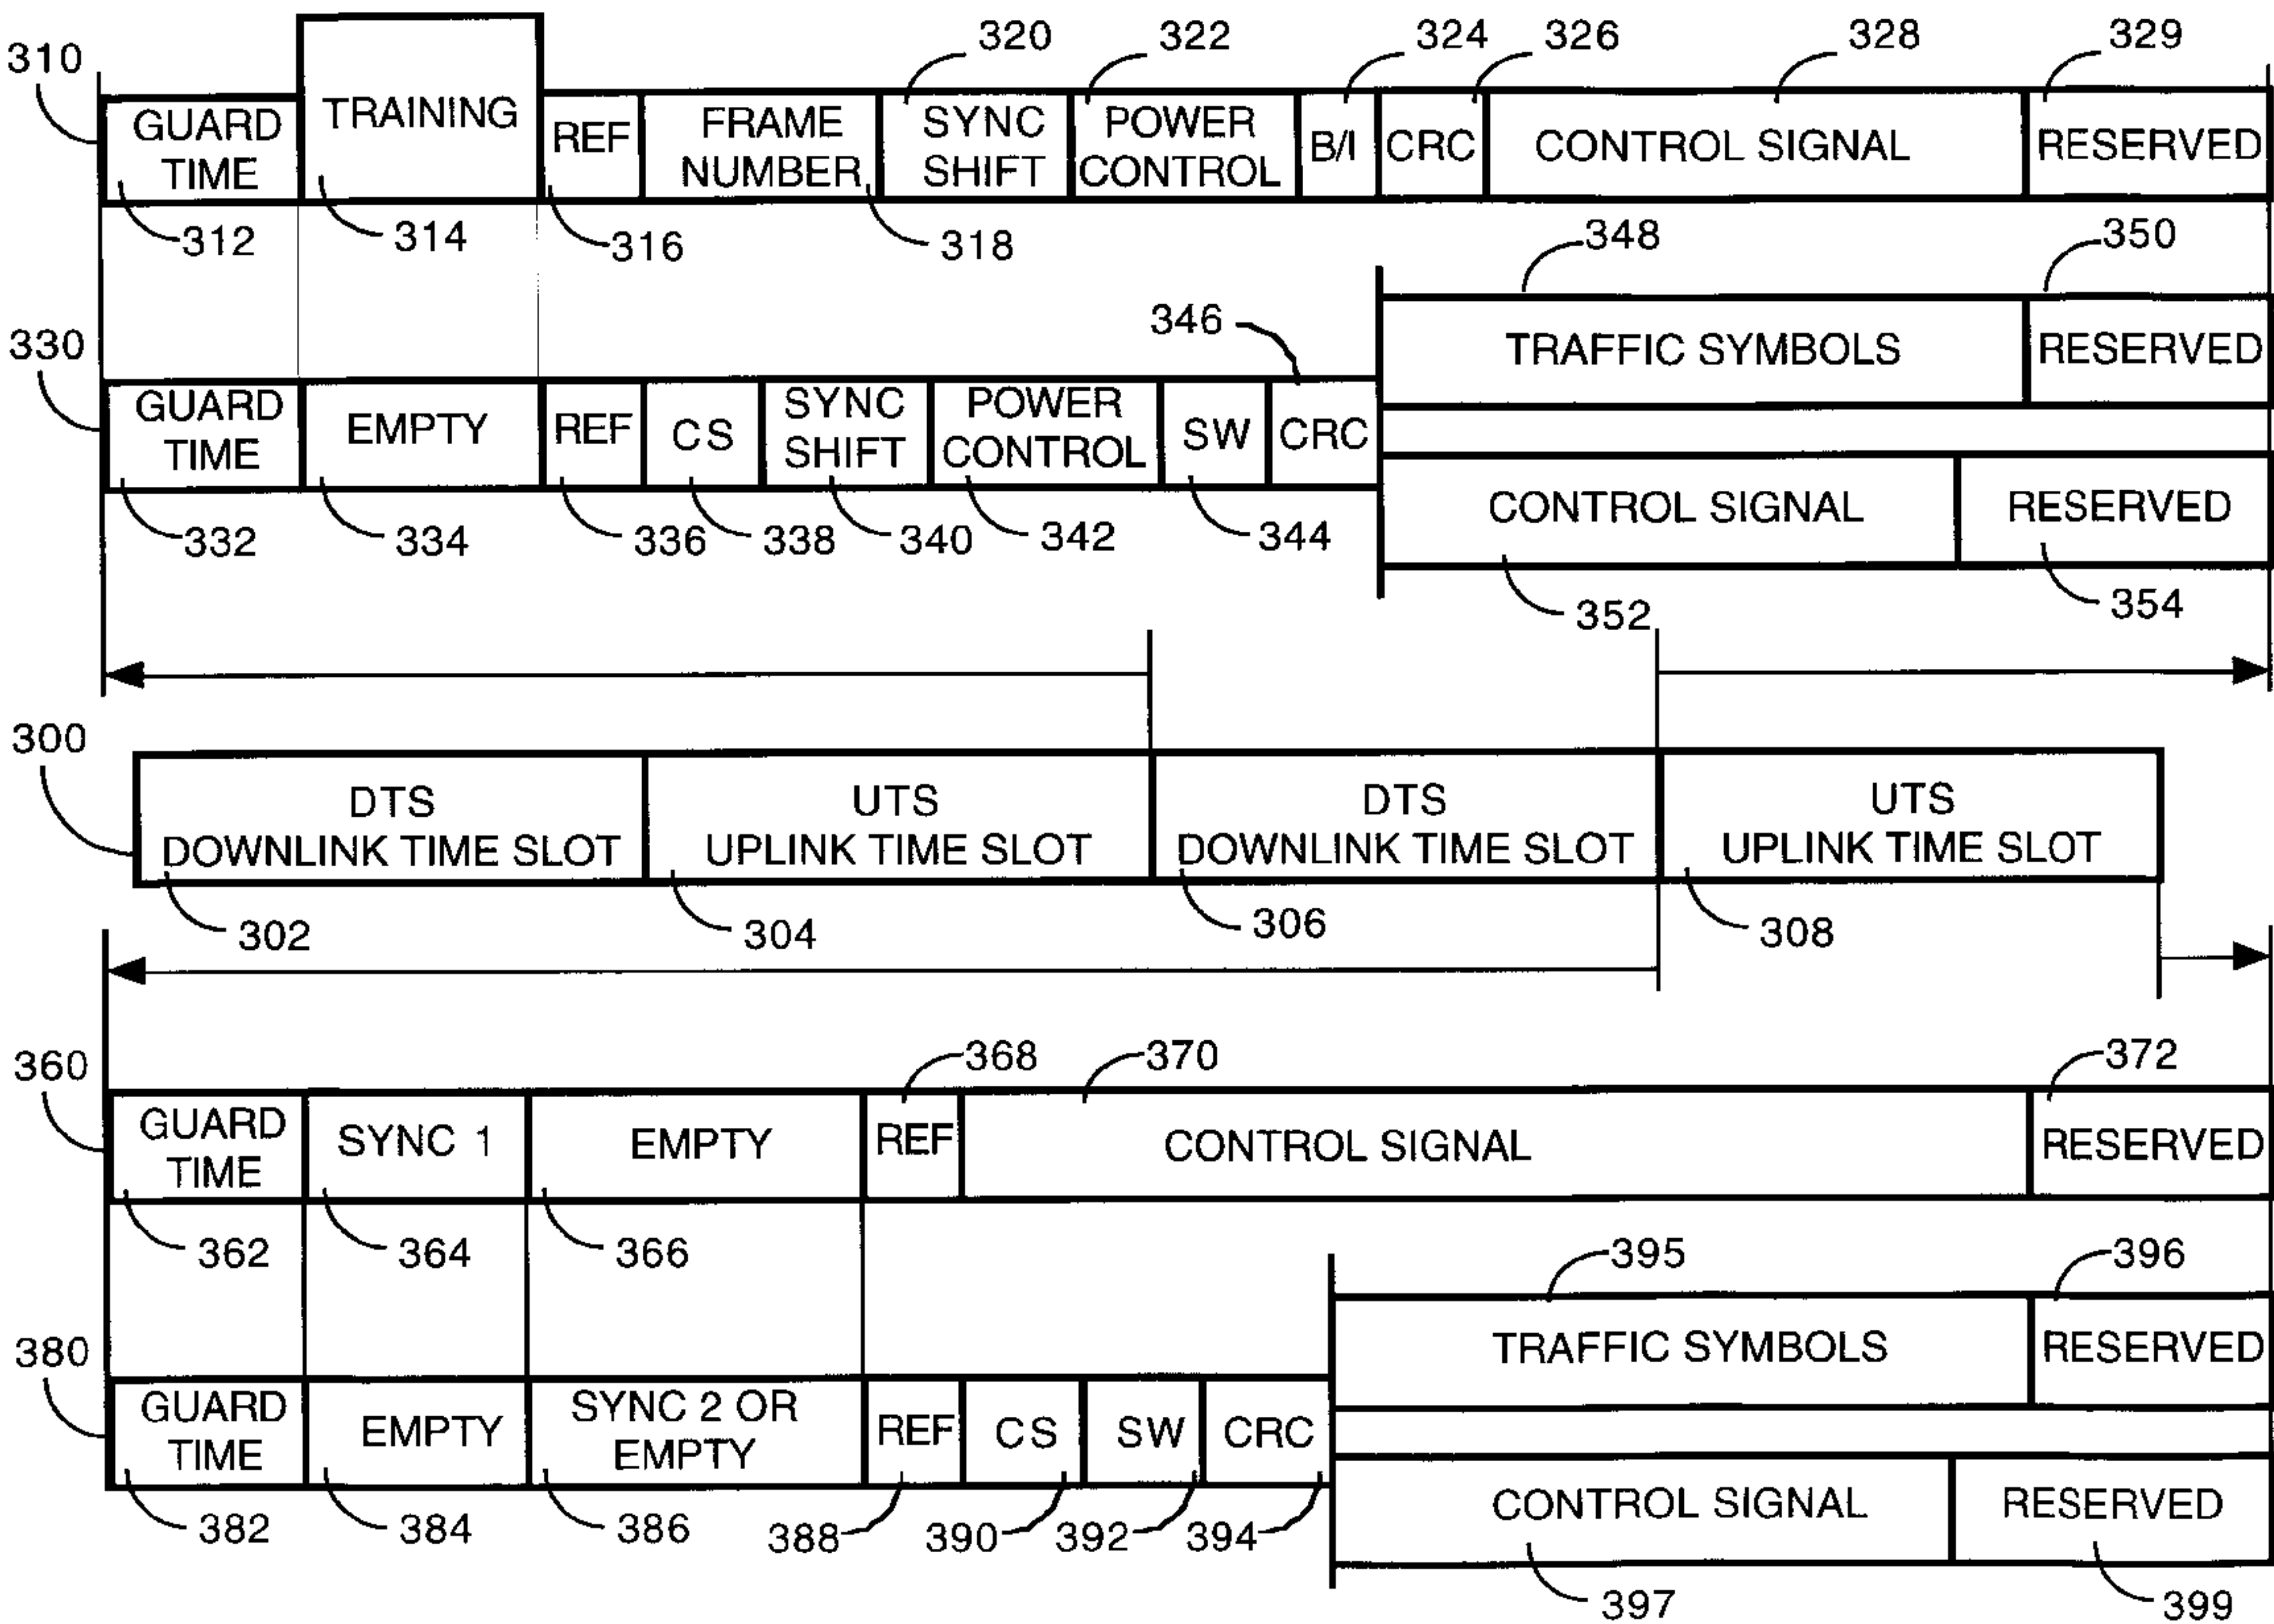 320 322 324 326 328 329
310
GUARD TIME TRAINING REF FRAME NUMBER SYNC SHIFT POWER CONTROL B/I CRC CONTROL SIGNAL RESERVED
312 314 316 318
348 350
346
330
TRAFFIC SYMBOLS RESERVED
GUARD TIME EMPTY REF CS SYNC SHIFT POWER CONTROL SW CRC
CONTROL SIGNAL RESERVED
332 334 336 338 340 342 344
352 354
300
DTS DOWNLINK TIME SLOT UTS UPLINK TIME SLOT DTS DOWNLINK TIME SLOT UTS UPLINK TIME SLOT
302 304 306 308
368 370 372
360
GUARD TIME SYNC 1 EMPTY REF CONTROL SIGNAL RESERVED
362 364 366
395 396
380
TRAFFIC SYMBOLS RESERVED
GUARD TIME EMPTY SYNC 2 OR EMPTY REF CS SW CRC
CONTROL SIGNAL RESERVED
382 384 386 388 390 392 394
397 399